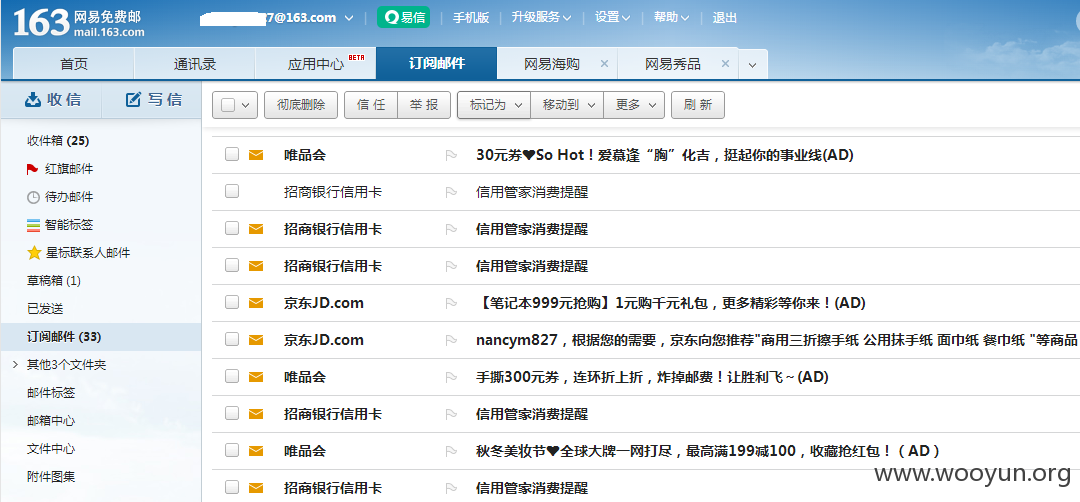 163 网易免费邮
mail.163.com
7@163.com
易信
手机版
升级服务
设置
帮助
退出
首页
通讯录
应用中心 BETA
订阅邮件
网易海购 ×
网易秀品 ×
收 信
写 信
彻底删除
信 任
举 报
标记为
移动到
更多
刷 新
收件箱 (25)
红旗邮件
待办邮件
智能标签
星标联系人邮件
草稿箱 (1)
已发送
订阅邮件 (33)
其他3个文件夹
邮件标签
邮箱中心
文件中心
附件图集
唯品会 30元券❤So Hot！爱慕逢“胸”化吉，挺起你的事业线(AD)
招商银行信用卡 信用管家消费提醒
招商银行信用卡 信用管家消费提醒
招商银行信用卡 信用管家消费提醒
京东JD.com 【笔记本999元抢购】1元购千元礼包，更多精彩等你来！(AD)
京东JD.com nancym827，根据您的需要，京东向您推荐"商用三折擦手纸 公用抹手纸 面巾纸 餐巾纸 "等商品
唯品会 手撕300元券，连环折上折，炸掉邮费！让胜利飞～(AD)
招商银行信用卡 信用管家消费提醒
唯品会 秋冬美妆节❤全球大牌一网打尽，最高满199减100，收藏抢红包！（AD）
招商银行信用卡 信用管家消费提醒
www.wooyun.org